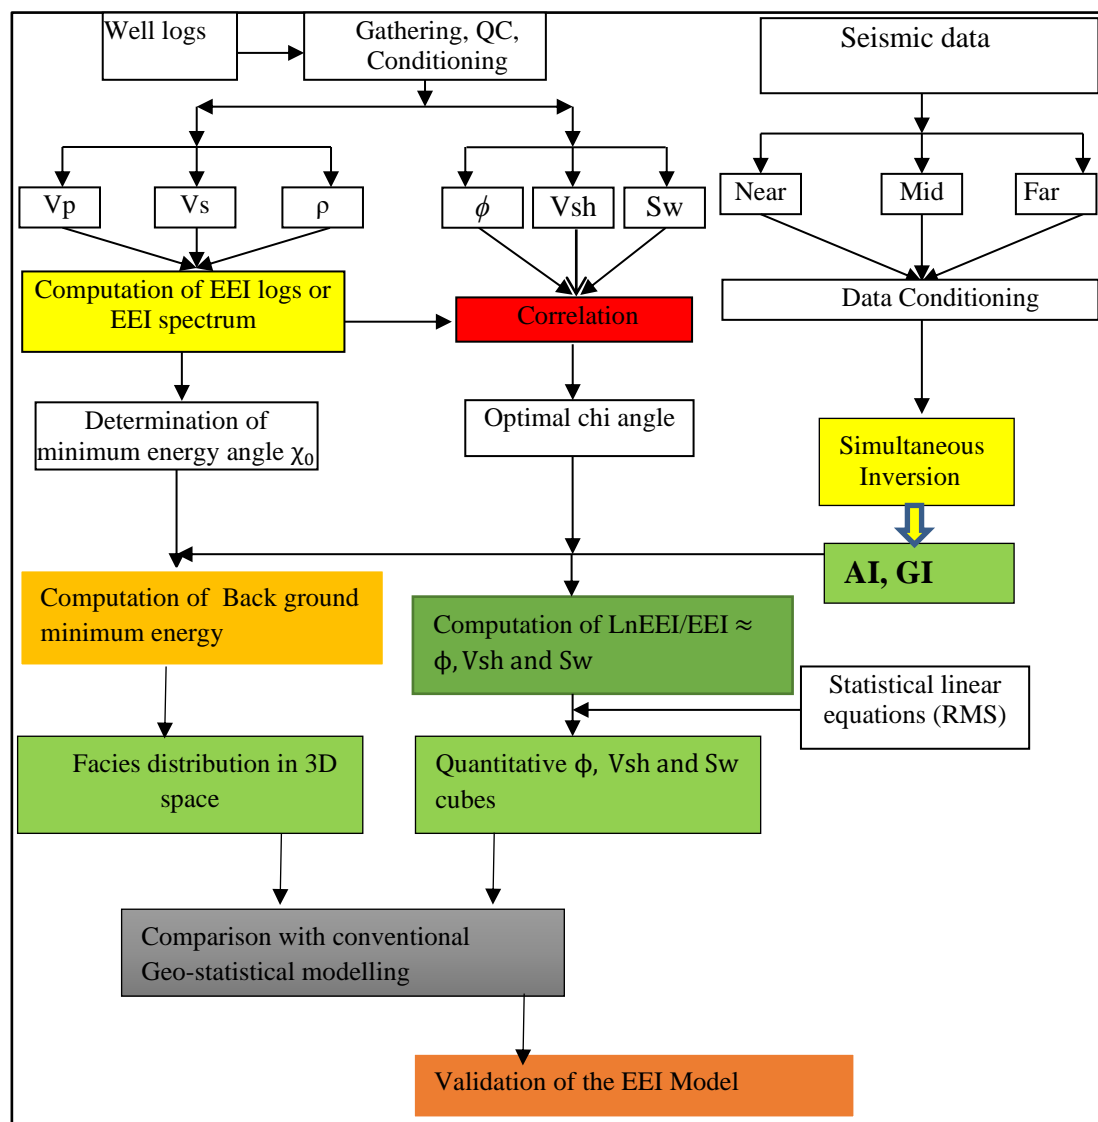 Well logs
Gathering, QC,
Conditioning
Seismic data
Vp
Vs
ρ
ϕ
Vsh
Sw
Near
Mid
Far
Computation of EEI logs or
EEI spectrum
Correlation
Data Conditioning
Determination of
minimum energy angle χ₀
Optimal chi angle
Simultaneous
Inversion
AI, GI
Computation of Back ground
minimum energy
Computation of LnEEI/EEI ≈
ϕ, Vsh and Sw
Statistical linear
equations (RMS)
Facies distribution in 3D
space
Quantitative ϕ, Vsh and Sw
cubes
Comparison with conventional
Geo-statistical modelling
Validation of the EEI Model